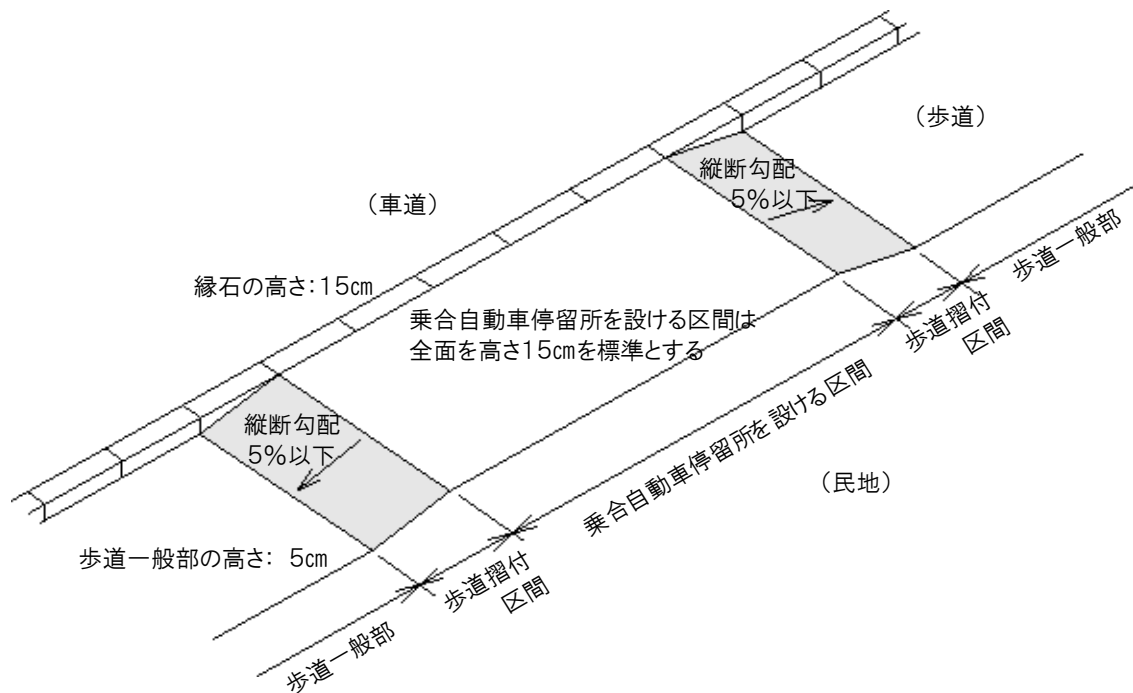 （歩道）
縦断勾配
5%以下
（車道）
歩道一般部
縁石の高さ：15㎝
歩道摺付
区間
乗合自動車停留所を設ける区間は
全面を高さ15㎝を標準とする
縦断勾配
5%以下
乗合自動車停留所を設ける区間
（民地）
歩道一般部の高さ： 5㎝
歩道摺付
区間
歩道一般部